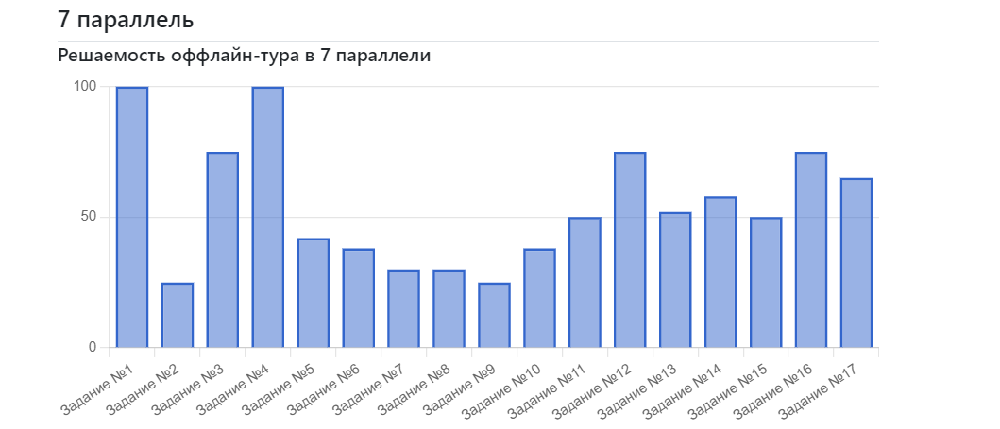 7 параллель
Решаемость оффлайн-тура в 7 параллели
100
50
0
Задание №1
Задание №2
Задание №3
Задание №4
Задание №5
Задание №6
Задание №7
Задание №8
Задание №9
Задание №10
Задание №11
Задание №12
Задание №13
Задание №14
Задание №15
Задание №16
Задание №17